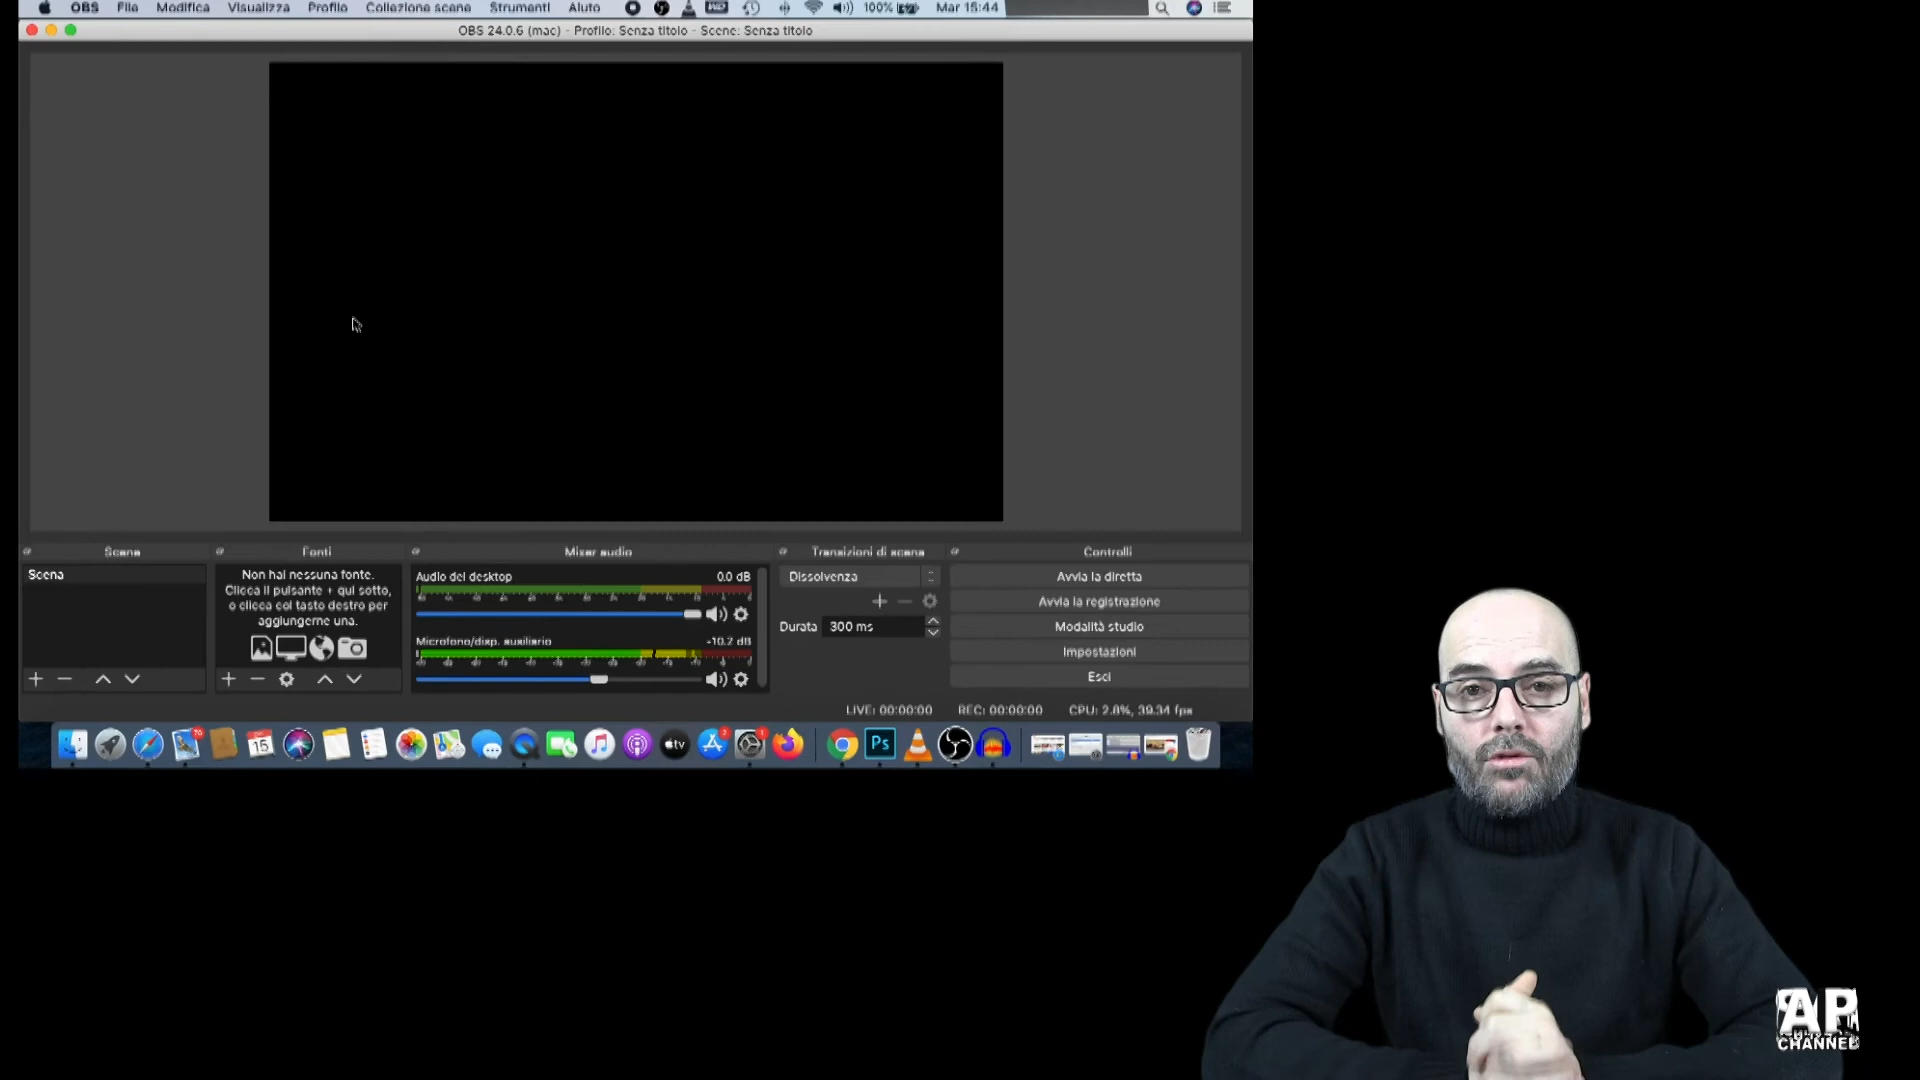 OBS File Modifica Visualizza Profilo Collezione scene Strumenti Aiuto 100% Mar 15:44
OBS 24.0.6 (mac) - Profilo: Senza titolo - Scene: Senza titolo
Scene
Scena
Fonti
Non hai nessuna fonte.
Clicca il pulsante + qui sotto,
o clicca col tasto destro per
aggiungerne una.
Mixer audio
Audio del desktop 0.0 dB
Microfono/disp. ausiliario -10.2 dB
Transizioni di scena
Dissolvenza
Durata 300 ms
Controlli
Avvia la diretta
Avvia la registrazione
Modalità studio
Impostazioni
Esci
LIVE: 00:00:00 REC: 00:00:00 CPU: 2.8%, 39.34 fps
15
tv
Ps
AP
CHANNEL